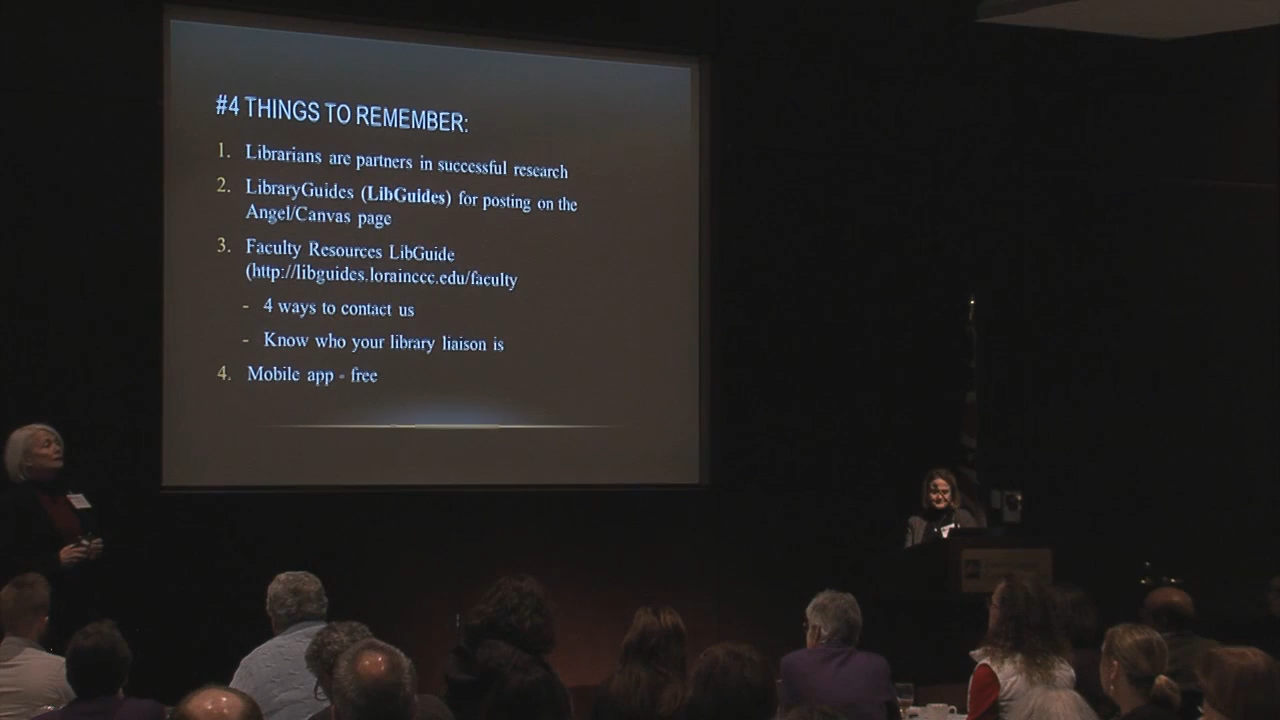 #4 THINGS TO REMEMBER:
1. Librarians are partners in successful research
2. LibraryGuides (LibGuides) for posting on the
Angel/Canvas page
3. Faculty Resources LibGuide
(http://libguides.lorainccc.edu/faculty
- 4 ways to contact us
- Know who your library liaison is
4. Mobile app - free